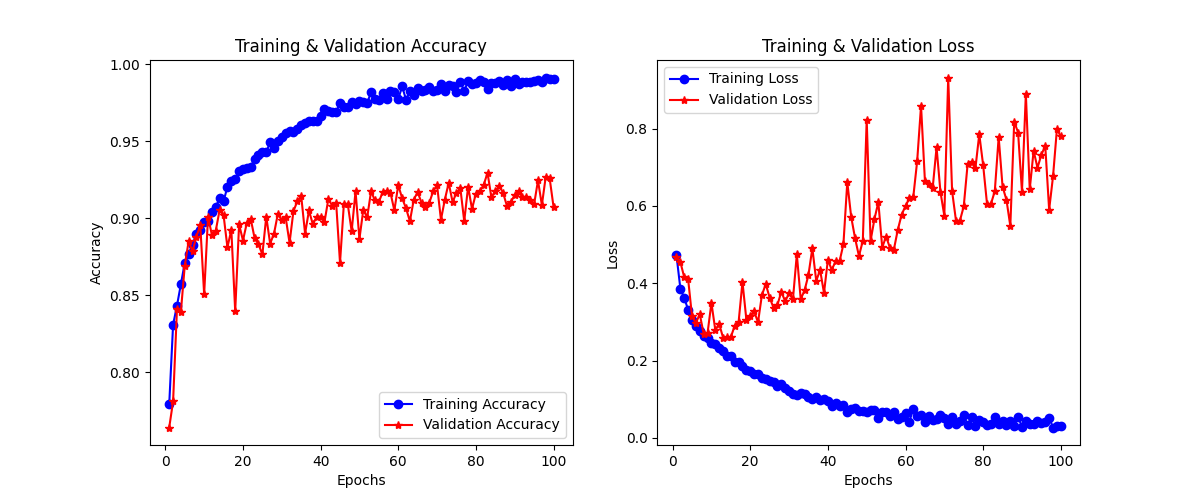 Training & Validation Accuracy
1.00
0.95
0.90
0.85
0.80
Accuracy
Training Accuracy
Validation Accuracy
0 20 40 60 80 100
Epochs
Training & Validation Loss
Training Loss
Validation Loss
0.8
0.6
0.4
0.2
0.0
Loss
0 20 40 60 80 100
Epochs